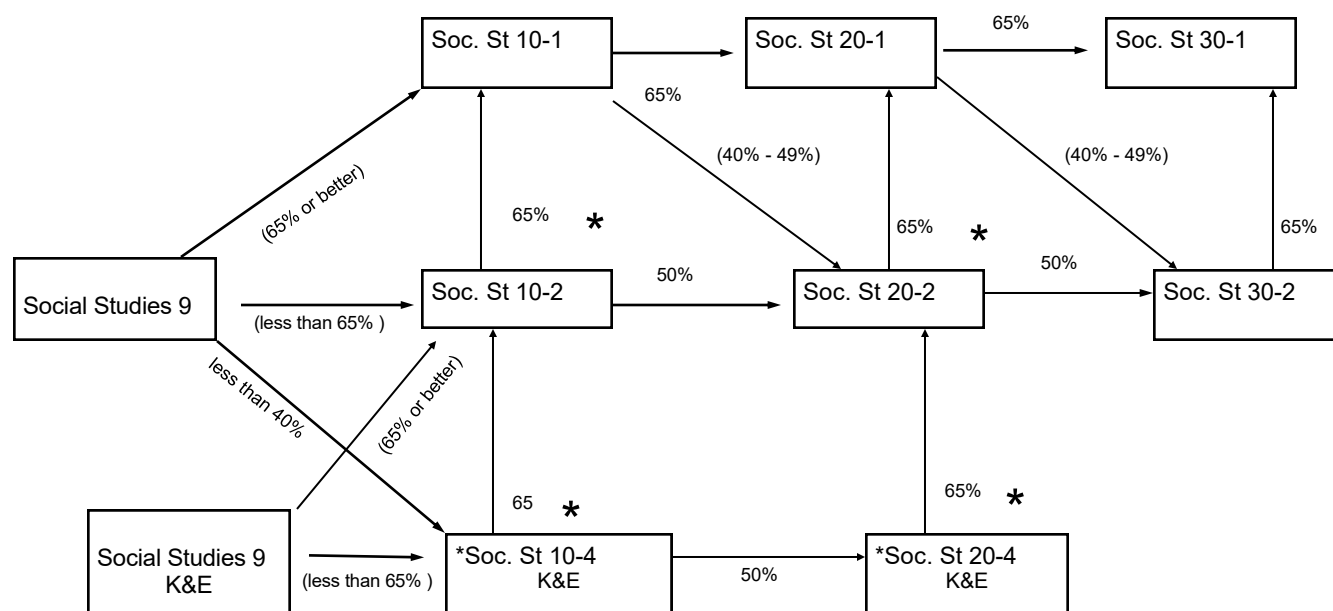 Soc. St 10-1
Soc. St 20-1
65%
Soc. St 30-1
65%
(40% - 49%)
(40% - 49%)
(65% or better)
65% *
65% *
65%
Social Studies 9
(less than 65% )
Soc. St 10-2
50%
Soc. St 20-2
50%
Soc. St 30-2
less than 40%
(65% or better)
65 *
65% *
Social Studies 9
K&E
(less than 65% )
*Soc. St 10-4
K&E
50%
*Soc. St 20-4
K&E